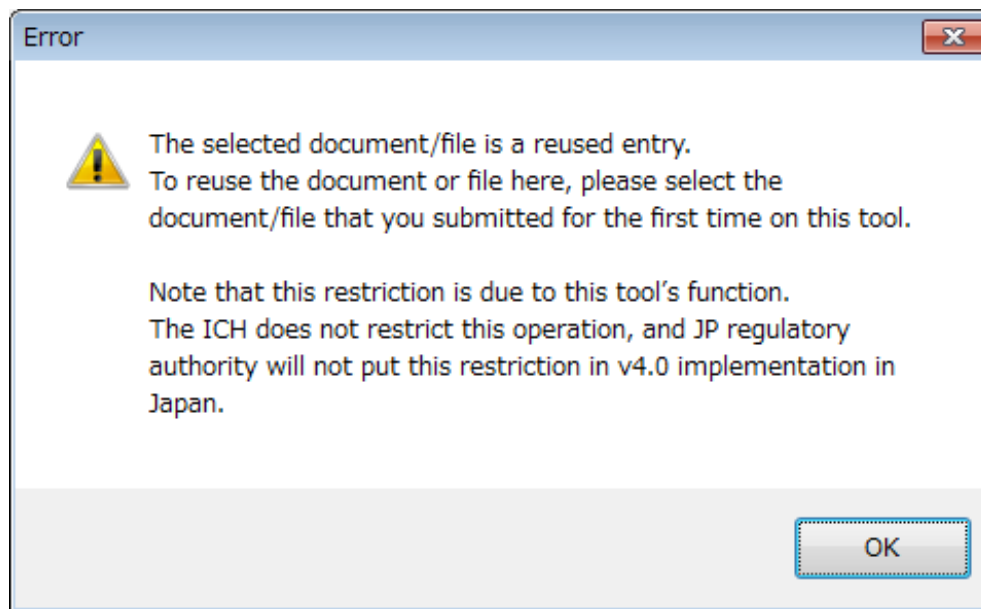 Error
The selected document/file is a reused entry.
To reuse the document or file here, please select the
document/file that you submitted for the first time on this tool.
Note that this restriction is due to this tool's function.
The ICH does not restrict this operation, and JP regulatory
authority will not put this restriction in v4.0 implementation in
Japan.
OK